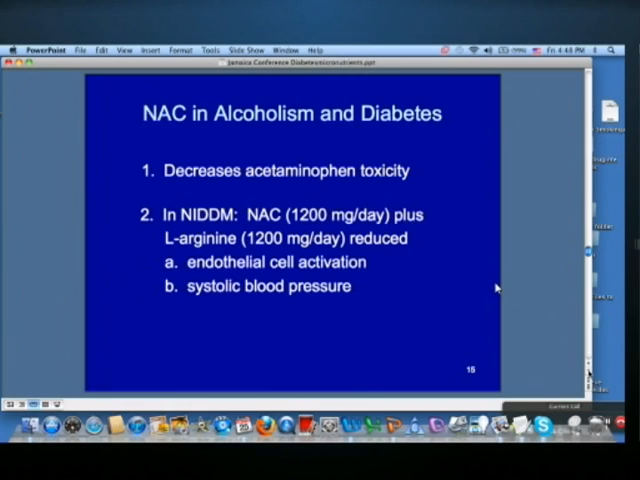 PowerPoint File Edit View Insert Format Tools Slide Show Window Help Fri 4:48 PM
Jamaica Conference Diabetesmicronutrients.ppt
NAC in Alcoholism and Diabetes
1. Decreases acetaminophen toxicity
2. In NIDDM: NAC (1200 mg/day) plus
L-arginine (1200 mg/day) reduced
a. endothelial cell activation
b. systolic blood pressure
15